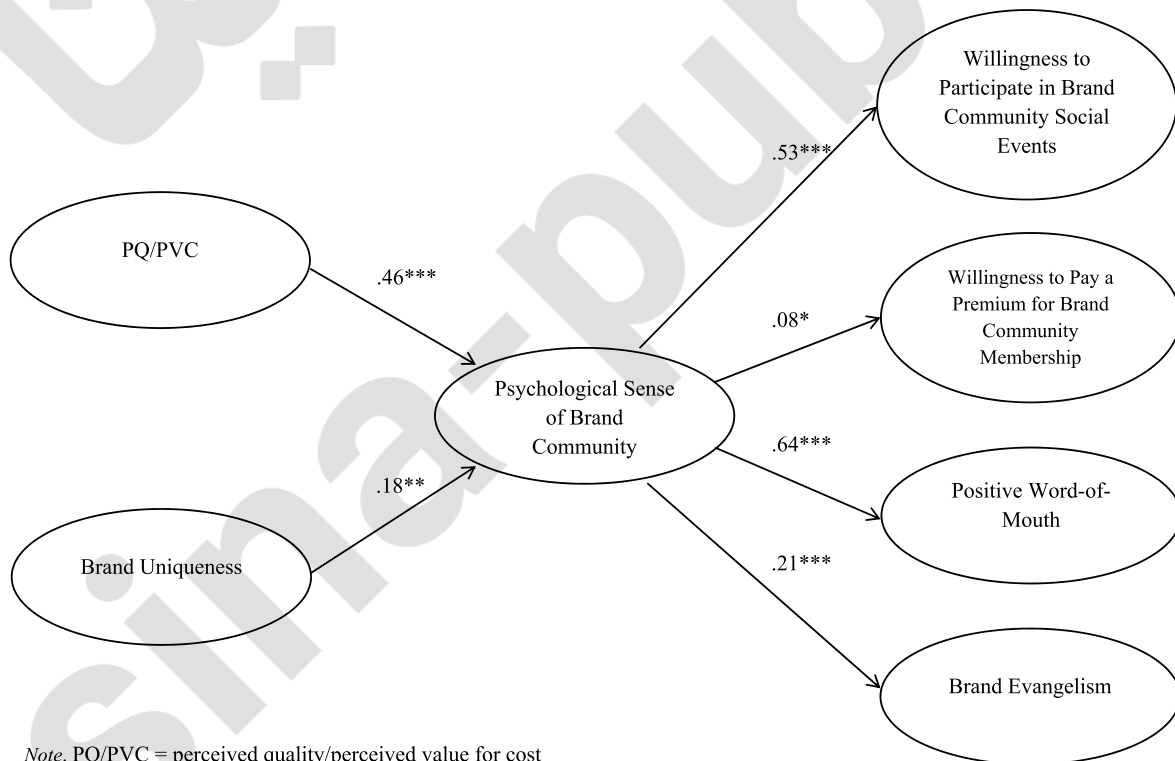 Willingness to
Participate in Brand
Community Social
Events
.53***
PQ/PVC
.46***
Willingness to Pay a
Premium for Brand
Community
Membership
.08*
Psychological Sense
of Brand
Community
.64***
.18**
Positive Word-of-
Mouth
Brand Uniqueness
.21***
Brand Evangelism
Note. PQ/PVC = perceived quality/perceived value for cost
sina-pub